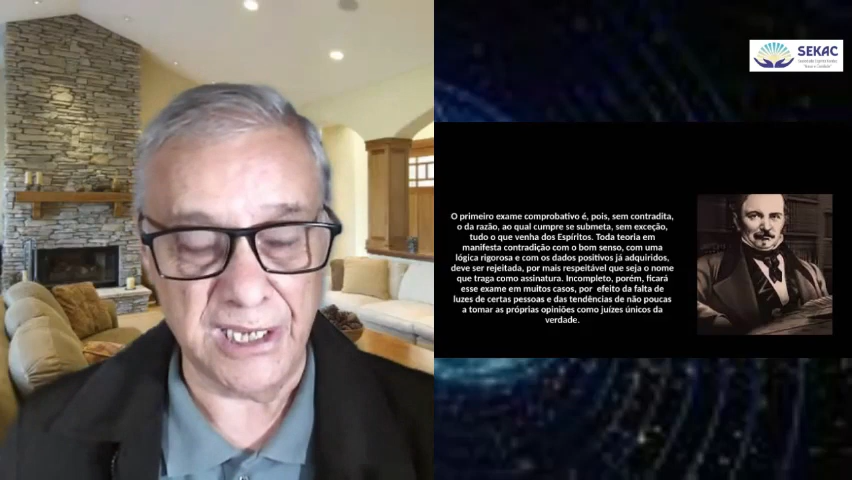 SEKAC
O primeiro exame comprobativo é, pois, sem contradita,
o da razão, ao qual cumpre se submeta, sem exceção,
tudo o que venha dos Espíritos. Toda teoria em
manifesta contradição com o bom senso, com uma
lógica rigorosa e com os dados positivos já adquiridos,
deve ser rejeitada, por mais respeitável que seja o nome
que traga como assinatura. Incompleto, porém, ficará
esse exame em muitos casos, por efeito da falta de
luzes de certas pessoas e das tendências de não poucas
a tomar as próprias opiniões como juízes únicos da
verdade.